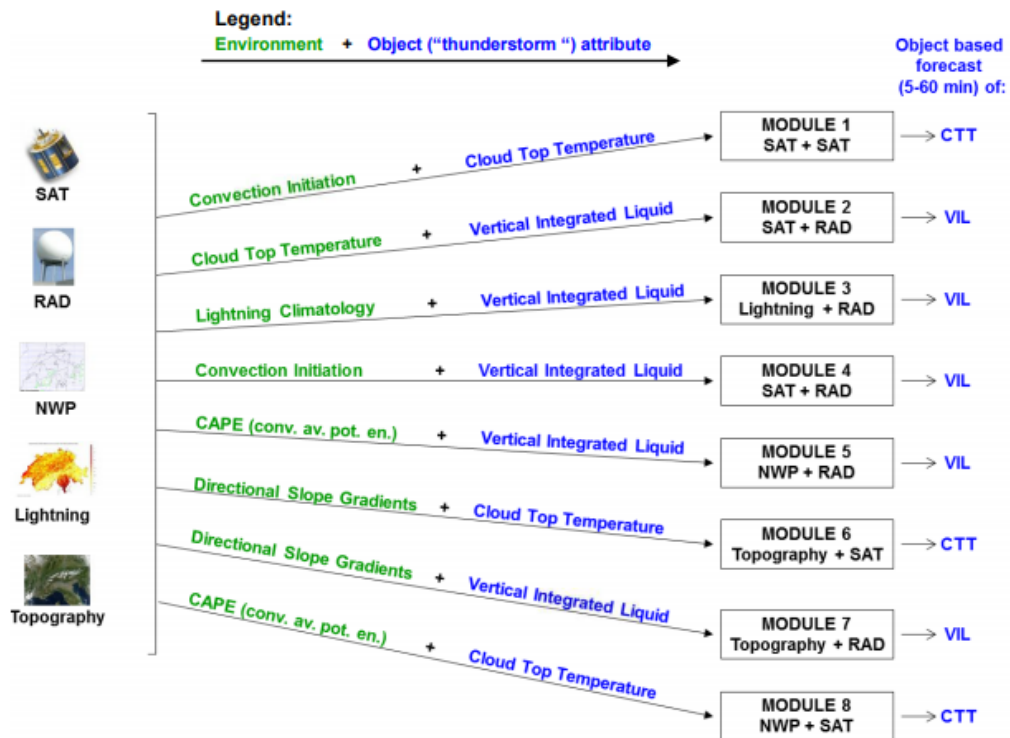 Legend:
Environment + Object (“thunderstorm “) attribute
Object based
forecast
(5-60 min) of:
SAT
RAD
NWP
Lightning
Topography
Convection Initiation + Cloud Top Temperature
MODULE 1
SAT + SAT
CTT
Cloud Top Temperature + Vertical Integrated Liquid
MODULE 2
SAT + RAD
VIL
Lightning Climatology + Vertical Integrated Liquid
MODULE 3
Lightning + RAD
VIL
Convection Initiation + Vertical Integrated Liquid
MODULE 4
SAT + RAD
VIL
CAPE (conv. av. pot. en.) + Vertical Integrated Liquid
MODULE 5
NWP + RAD
VIL
Directional Slope Gradients + Cloud Top Temperature
MODULE 6
Topography + SAT
CTT
Directional Slope Gradients + Vertical Integrated Liquid
MODULE 7
Topography + RAD
VIL
CAPE (conv. av. pot. en.) + Cloud Top Temperature
MODULE 8
NWP + SAT
CTT